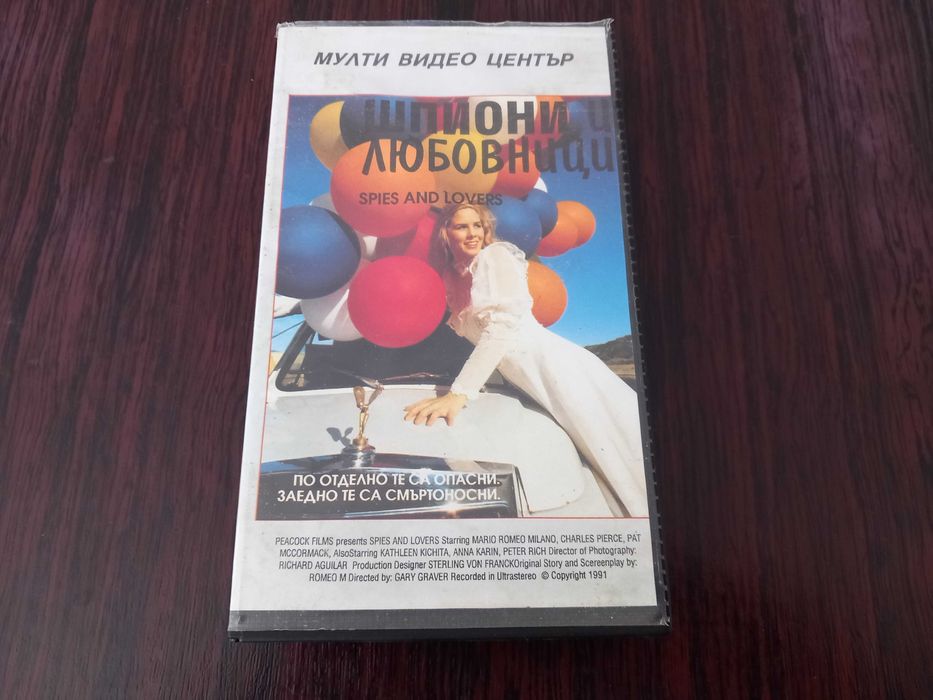 МУЛТИ ВИДЕО ЦЕНТЪР
ШПИОНИ И
ЛЮБОВНИЦИ
SPIES AND LOVERS
ПО ОТДЕЛНО ТЕ СА ОПАСНИ.
ЗАЕДНО ТЕ СА СМЪРТОНОСНИ.
PEACOCK FILMS presents SPIES AND LOVERS Starring MARIO ROMEO MILANO, CHARLES PIERCE, PAT
MCCORMACK, AlsoStarring KATHLEEN KICHITA, ANNA KARIN, PETER RICH Director of Photography:
RICHARD AGUILAR Production Designer STERLING VON FRANCKOriginal Story and Scereenplay by:
ROMEO M Directed by: GARY GRAVER Recorded in Ultrastereo © Copyright 1991